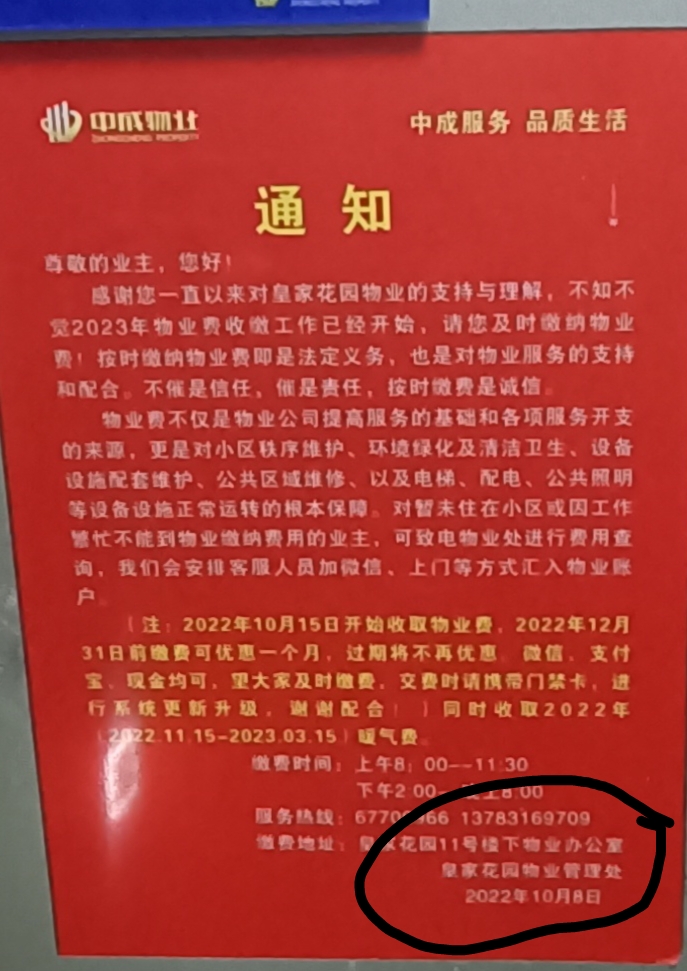 中成物业
ZHONGCHENG PROPERTY
中成服务 品质生活
通知
尊敬的业主，您好！
感谢您一直以来对皇家花园物业的支持与理解，不知不
觉2023年物业费收缴工作已经开始，请您及时缴纳物业
费！按时缴纳物业费即是法定义务，也是对物业服务的支持
和配合。不催是信任，催是责任，按时缴费是诚信。
物业费不仅是物业公司提高服务的基础和各项服务开支
的来源，更是对小区秩序维护、环境绿化及清洁卫生、设备
设施配套维护、公共区域维修、以及电梯、配电、公共照明
等设备设施正常运转的根本保障。对暂未住在小区或因工作
繁忙不能到物业缴纳费用的业主，可致电物业处进行费用查
询，我们会安排客服人员加微信、上门等方式汇入物业账
户。
（注：2022年10月15日开始收取物业费，2022年12月
31日前缴费可优惠一个月，过期将不再优惠。微信、支付
宝、现金均可，望大家及时缴费，交费时请携带门禁卡，进
行系统更新升级，谢谢配合！）同时收取2022年
（2022.11.15-2023.03.15）暖气费。
缴费时间：上午8：00--11:30
下午2:00--晚上8:00
服务热线：677 66 13783169709
缴费地址：皇家花园11号楼下物业办公室
皇家花园物业管理处
2022年10月8日